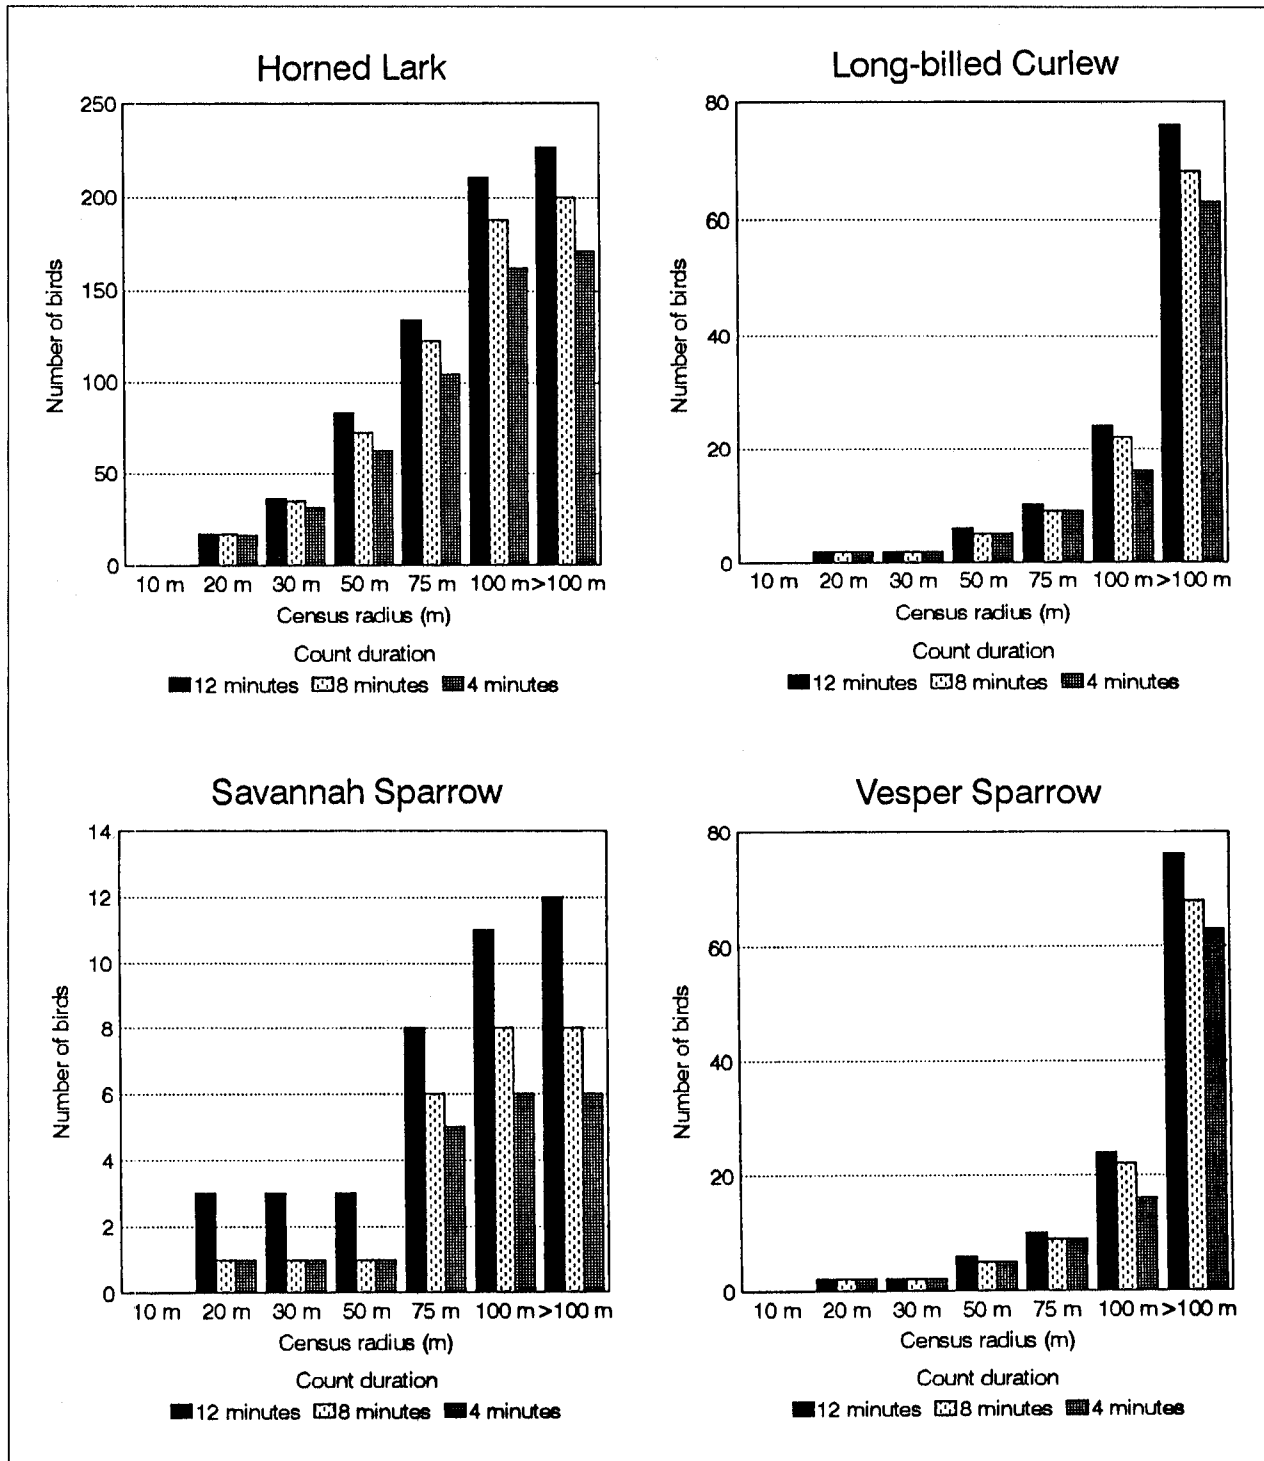 Horned Lark
250
200
150
100
50
0
Number of birds
10 m 20 m 30 m 50 m 75 m 100 m >100 m
Census radius (m)
Count duration
12 minutes 8 minutes 4 minutes
Long-billed Curlew
80
60
40
20
0
Number of birds
10 m 20 m 30 m 50 m 75 m 100 m >100 m
Census radius (m)
Count duration
12 minutes 8 minutes 4 minutes
Savannah Sparrow
14
12
10
8
6
4
2
0
Number of birds
10 m 20 m 30 m 50 m 75 m 100 m >100 m
Census radius (m)
Count duration
12 minutes 8 minutes 4 minutes
Vesper Sparrow
80
60
40
20
0
Number of birds
10 m 20 m 30 m 50 m 75 m 100 m >100 m
Census radius (m)
Count duration
12 minutes 8 minutes 4 minutes